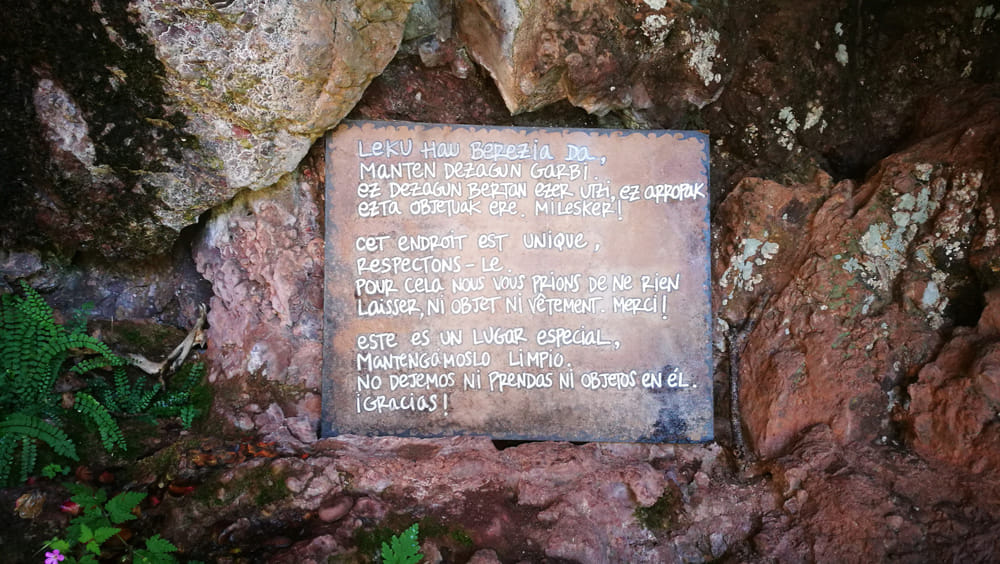 Leku Hau Berezia Da,
Manten Dezagun Garbi.
Ez Dezagun Bertan Ezer Utzi, Ez Arropak
Ezta Objetuak Ere. Milesker!
Cet endroit est unique,
Respectons-le.
Pour cela nous vous prions de ne rien
Laisser, ni objet ni vêtement. Merci!
Este es un lugar especial,
Mantengámoslo limpio.
No dejemos ni prendas ni objetos en él.
¡Gracias!